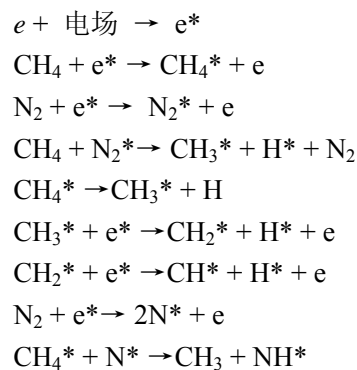 e + 电场 → e*
CH₄ + e* → CH₄* + e
N₂ + e* → N₂* + e
CH₄ + N₂* → CH₃* + H* + N₂
CH₄* → CH₃* + H
CH₃* + e* → CH₂* + H* + e
CH₂* + e* → CH* + H* + e
N₂ + e* → 2N* + e
CH₄* + N* → CH₃ + NH*